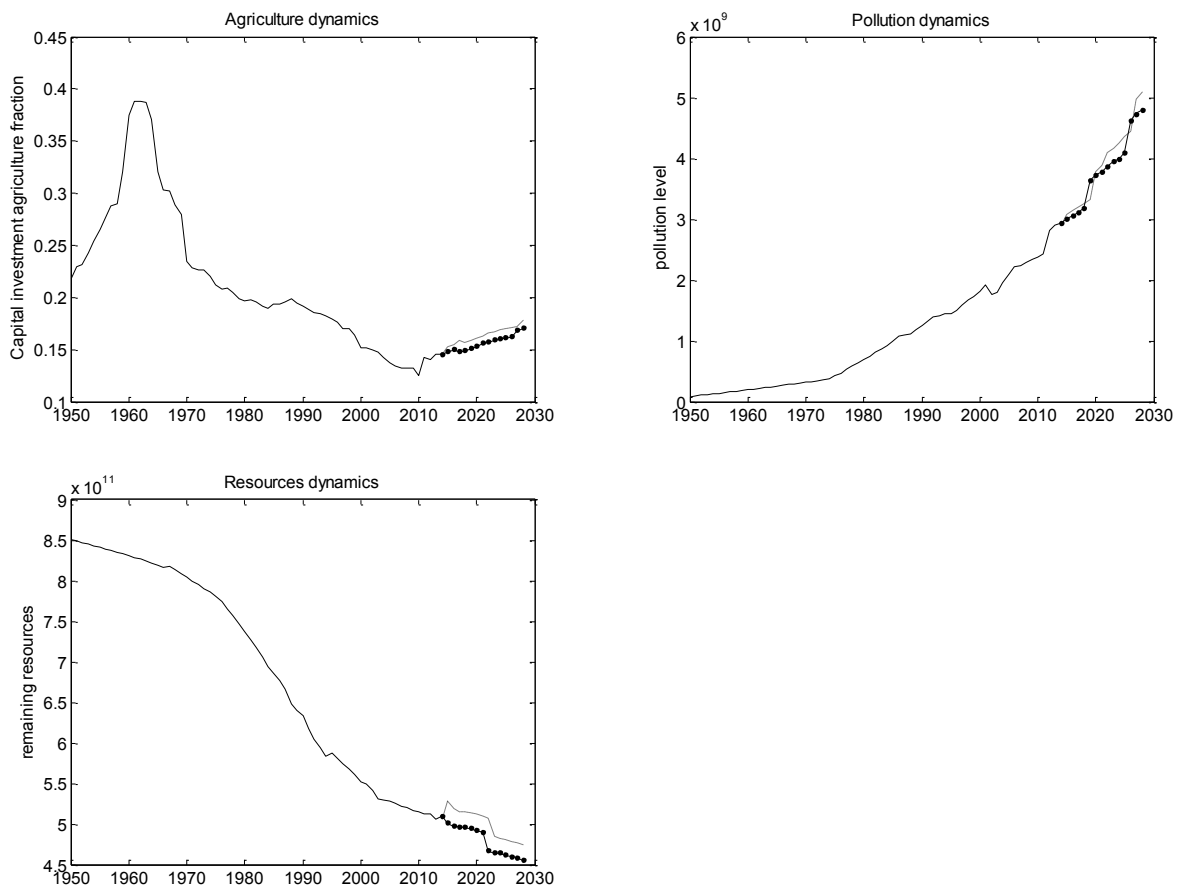 Agriculture dynamics
Capital investment agriculture fraction
0.45
0.4
0.35
0.3
0.25
0.2
0.15
0.1
1950 1960 1970 1980 1990 2000 2010 2020 2030
Pollution dynamics
x 10^9
pollution level
6
5
4
3
2
1
0
1950 1960 1970 1980 1990 2000 2010 2020 2030
Resources dynamics
x 10^11
remaining resources
9
8.5
8
7.5
7
6.5
6
5.5
5
4.5
1950 1960 1970 1980 1990 2000 2010 2020 2030